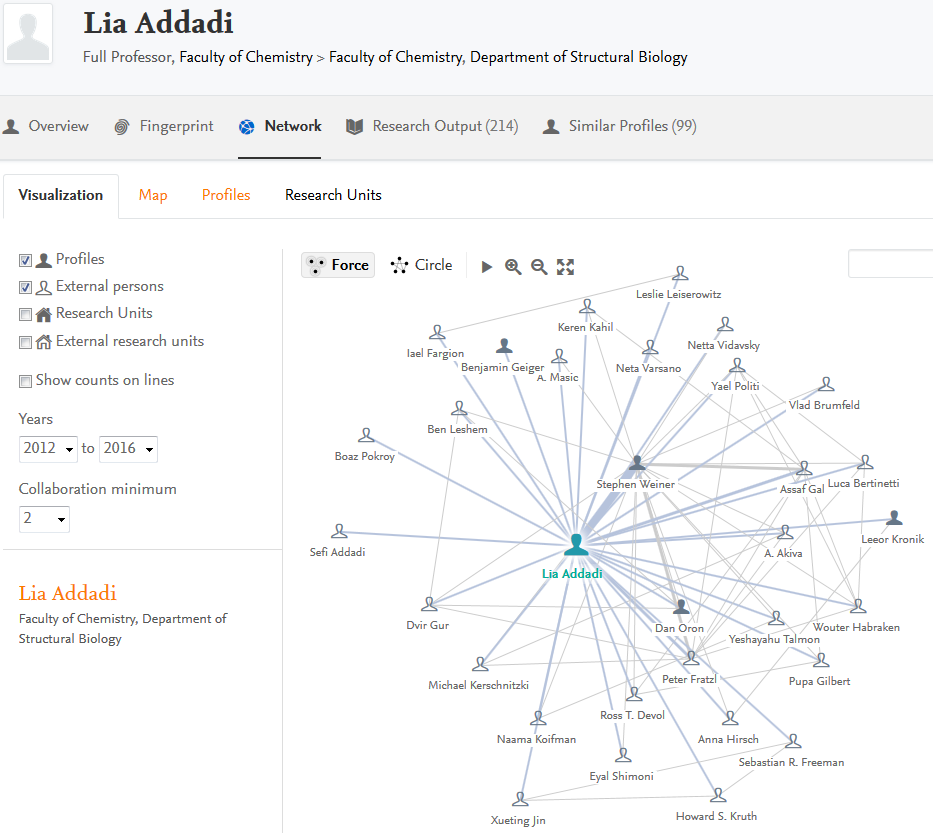 Lia Addadi
Full Professor, Faculty of Chemistry > Faculty of Chemistry, Department of Structural Biology
Overview
Fingerprint
Network
Research Output (214)
Similar Profiles (99)
Visualization
Map
Profiles
Research Units
Profiles
External persons
Research Units
External research units
Show counts on lines
Years
2012 to 2016
Collaboration minimum
2
Lia Addadi
Faculty of Chemistry, Department of
Structural Biology
Force
Circle
Leslie Leiserowitz
Keren Kahil
Netta Vidavsky
Iael Fargion
Benjamin Geiger
A. Masic
Neta Varsano
Yael Politi
Vlad Brumfeld
Ben Leshem
Boaz Pokroy
Stephen Weiner
Assaf Gal
Luca Bertinetti
Leeor Kronik
Sefi Addadi
A. Akiva
Lia Addadi
Dvir Gur
Dan Oron
Yeshayahu Talmon
Wouter Habraken
Michael Kerschnitzki
Peter Fratzl
Pupa Gilbert
Ross T. Devol
Naama Koifman
Anna Hirsch
Sebastian R. Freeman
Eyal Shimoni
Xueting Jin
Howard S. Kruth